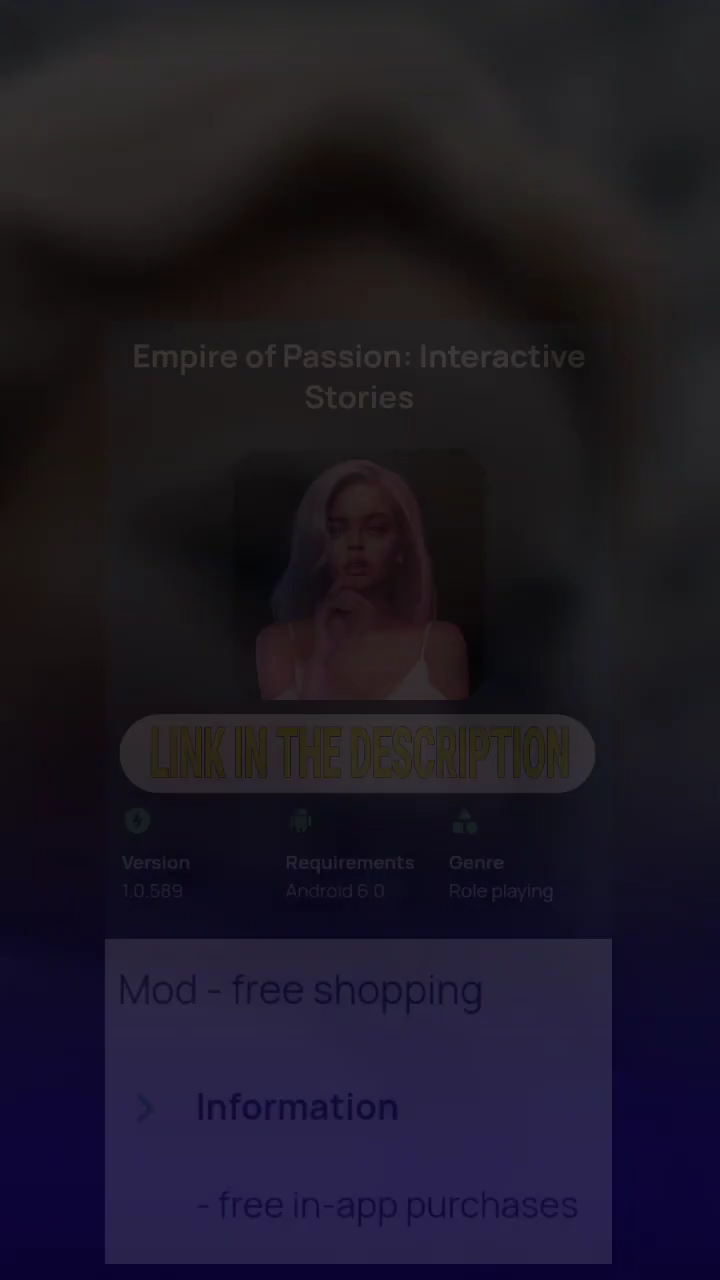 Empire of Passion: Interactive
Stories
LINK IN THE DESCRIPTION
Version
Requirements
Genre
1.0.589
Android 6.0
Role playing
Mod - free shopping
Information
- free in-app purchases